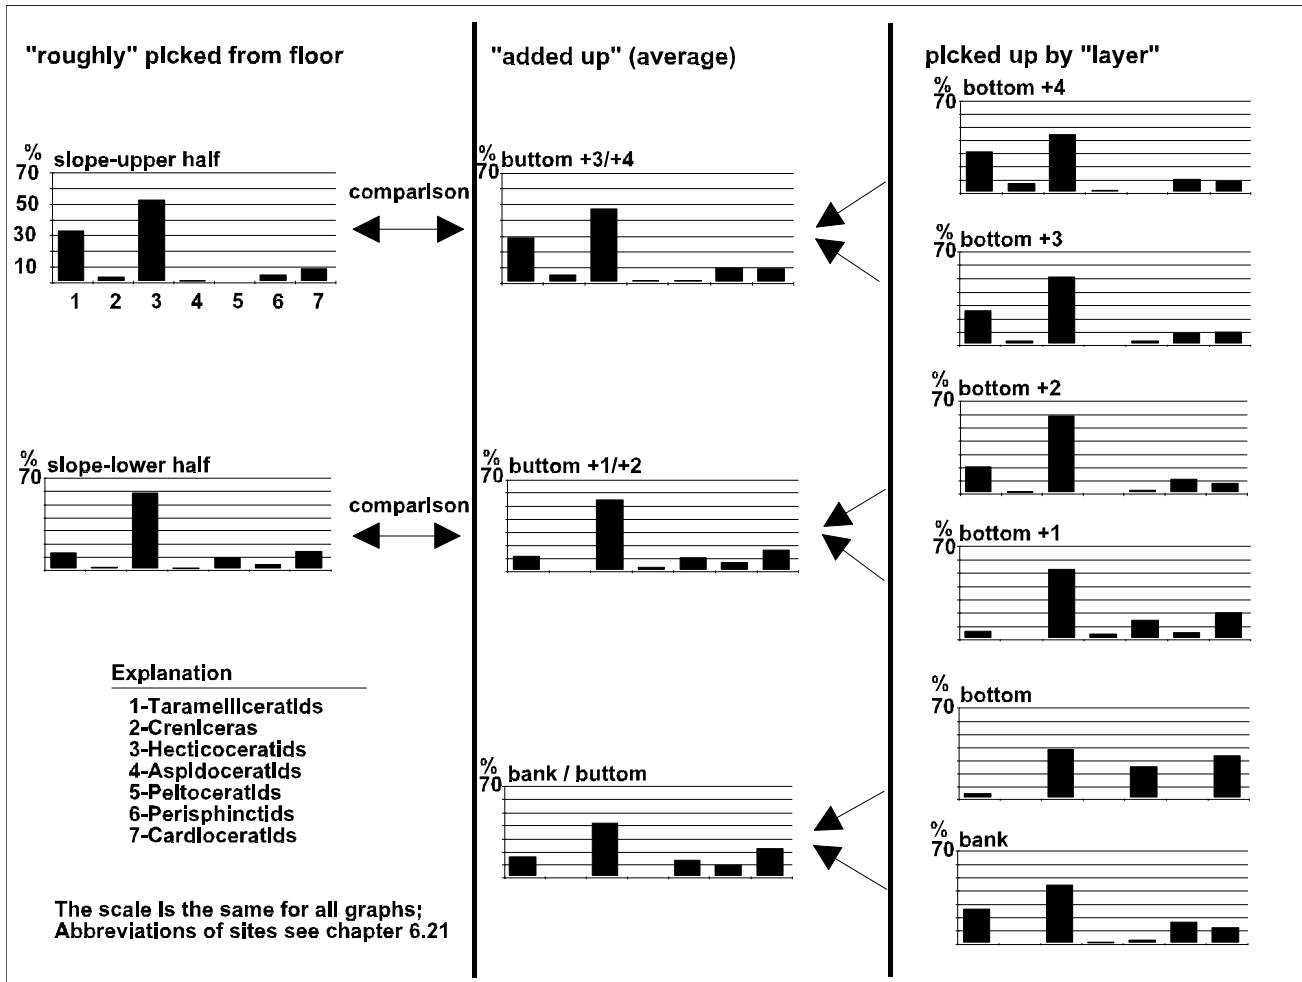 "roughly" picked from floor
%
70 slope-upper half
50
30
10
1 2 3 4 5 6 7
comparison
%
70 slope-lower half
comparison
Explanation
1-Taramelliceratids
2-Creniceras
3-Hecticoceratids
4-Aspidoceratids
5-Peltoceratids
6-Perisphinctids
7-Cardioceratids
The scale is the same for all graphs;
Abbreviations of sites see chapter 6.21
"added up" (average)
%
70 buttom +3/+4
%
70 buttom +1/+2
%
70 bank / buttom
picked up by "layer"
%
70 bottom +4
%
70 bottom +3
%
70 bottom +2
%
70 bottom +1
%
70 bottom
%
70 bank